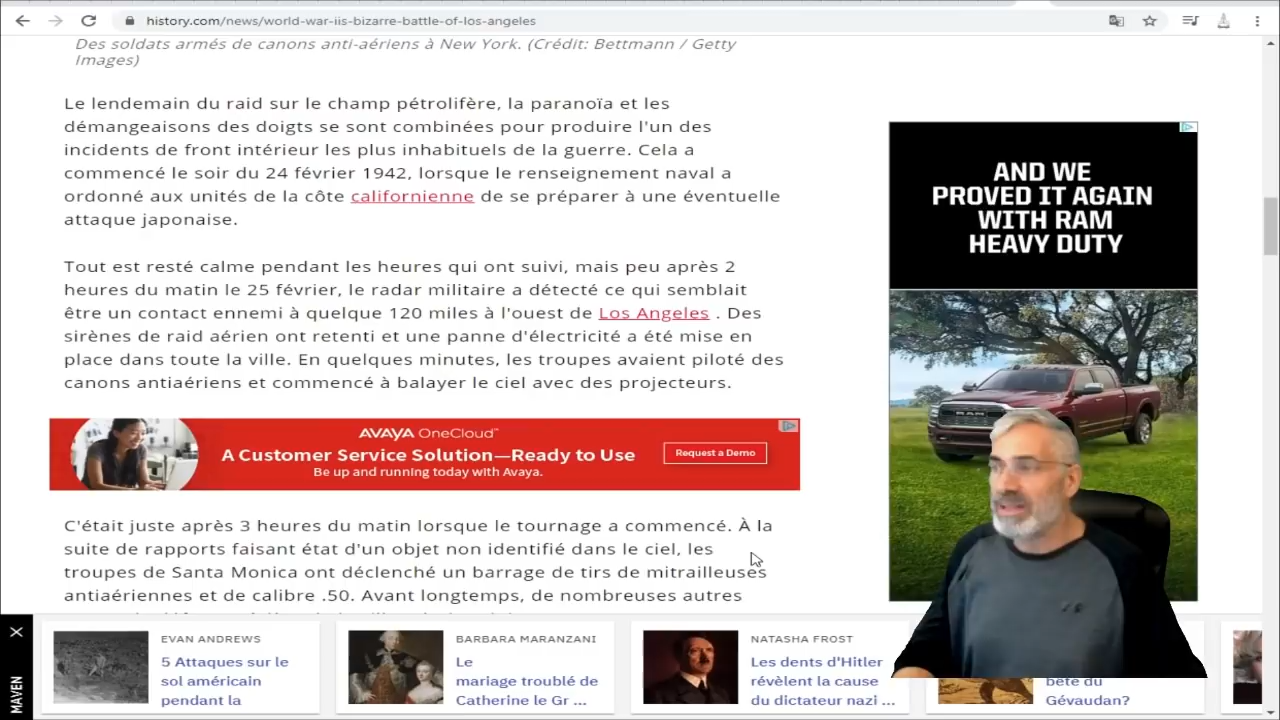 history.com/news/world-war-iis-bizarre-battle-of-los-angeles
Des soldats armés de canons anti-aériens à New York. (Crédit: Bettmann / Getty
Images)
Le lendemain du raid sur le champ pétrolifère, la paranoïa et les
démangeaisons des doigts se sont combinées pour produire l'un des
incidents de front intérieur les plus inhabituels de la guerre. Cela a
commencé le soir du 24 février 1942, lorsque le renseignement naval a
ordonné aux unités de la côte californienne de se préparer à une éventuelle
attaque japonaise.
Tout est resté calme pendant les heures qui ont suivi, mais peu après 2
heures du matin le 25 février, le radar militaire a détecté ce qui semblait
être un contact ennemi à quelque 120 miles à l'ouest de Los Angeles . Des
sirènes de raid aérien ont retenti et une panne d'électricité a été mise en
place dans toute la ville. En quelques minutes, les troupes avaient piloté des
canons antiaériens et commencé à balayer le ciel avec des projecteurs.
AVAYA OneCloud™
A Customer Service Solution—Ready to Use
Be up and running today with Avaya.
Request a Demo
C'était juste après 3 heures du matin lorsque le tournage a commencé. À la
suite de rapports faisant état d'un objet non identifié dans le ciel, les
troupes de Santa Monica ont déclenché un barrage de tirs de mitrailleuses
antiaériennes et de calibre .50. Avant longtemps, de nombreuses autres
AND WE
PROVED IT AGAIN
WITH RAM
HEAVY DUTY
RAM
X
MAVEN
EVAN ANDREWS
5 Attaques sur le
sol américain
pendant la
BARBARA MARANZANI
Le
mariage troublé de
Catherine le Gr ...
NATASHA FROST
Les dents d'Hitler
révèlent la cause
du dictateur nazi ...
bête du
Gévaudan?